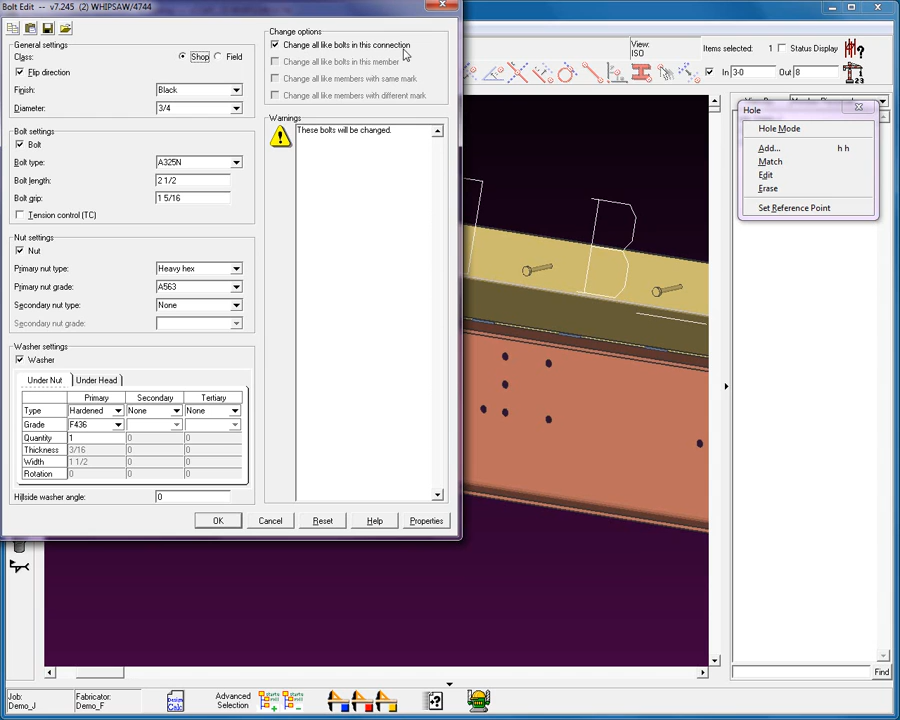 Bolt Edit -- v7.245 (2) WHIPSAW/4744
General settings
Class:
Shop
Field
Flip direction
Finish:
Black
Diameter:
3/4
Bolt settings
Bolt
Bolt type:
A325N
Bolt length:
2 1/2
Bolt grip:
1 5/16
Tension control (TC)
Nut settings
Nut
Primary nut type:
Heavy hex
Primary nut grade:
A563
Secondary nut type:
None
Secondary nut grade:
Washer settings
Washer
Under Nut
Under Head
Primary Secondary Tertiary
Type Hardened None None
Grade F436
Quantity 1 0 0
Thickness 3/16 0 0
Width 1 1/2 0 0
Rotation 0 0 0
Hillside washer angle:
0
Change options
Change all like bolts in this connection
Change all like bolts in this member
Change all like members with same mark
Change all like members with different mark
Warnings
These bolts will be changed.
OK
Cancel
Reset
Help
Properties
View:
ISO
Items selected: 1
Status Display
In 3-0
Out 8
123
Hole
Hole Mode
Add... h h
Match
Edit
Erase
Set Reference Point
Find
Job:
Demo_J
Fabricator:
Demo_F
Design
Calc
Advanced
Selection